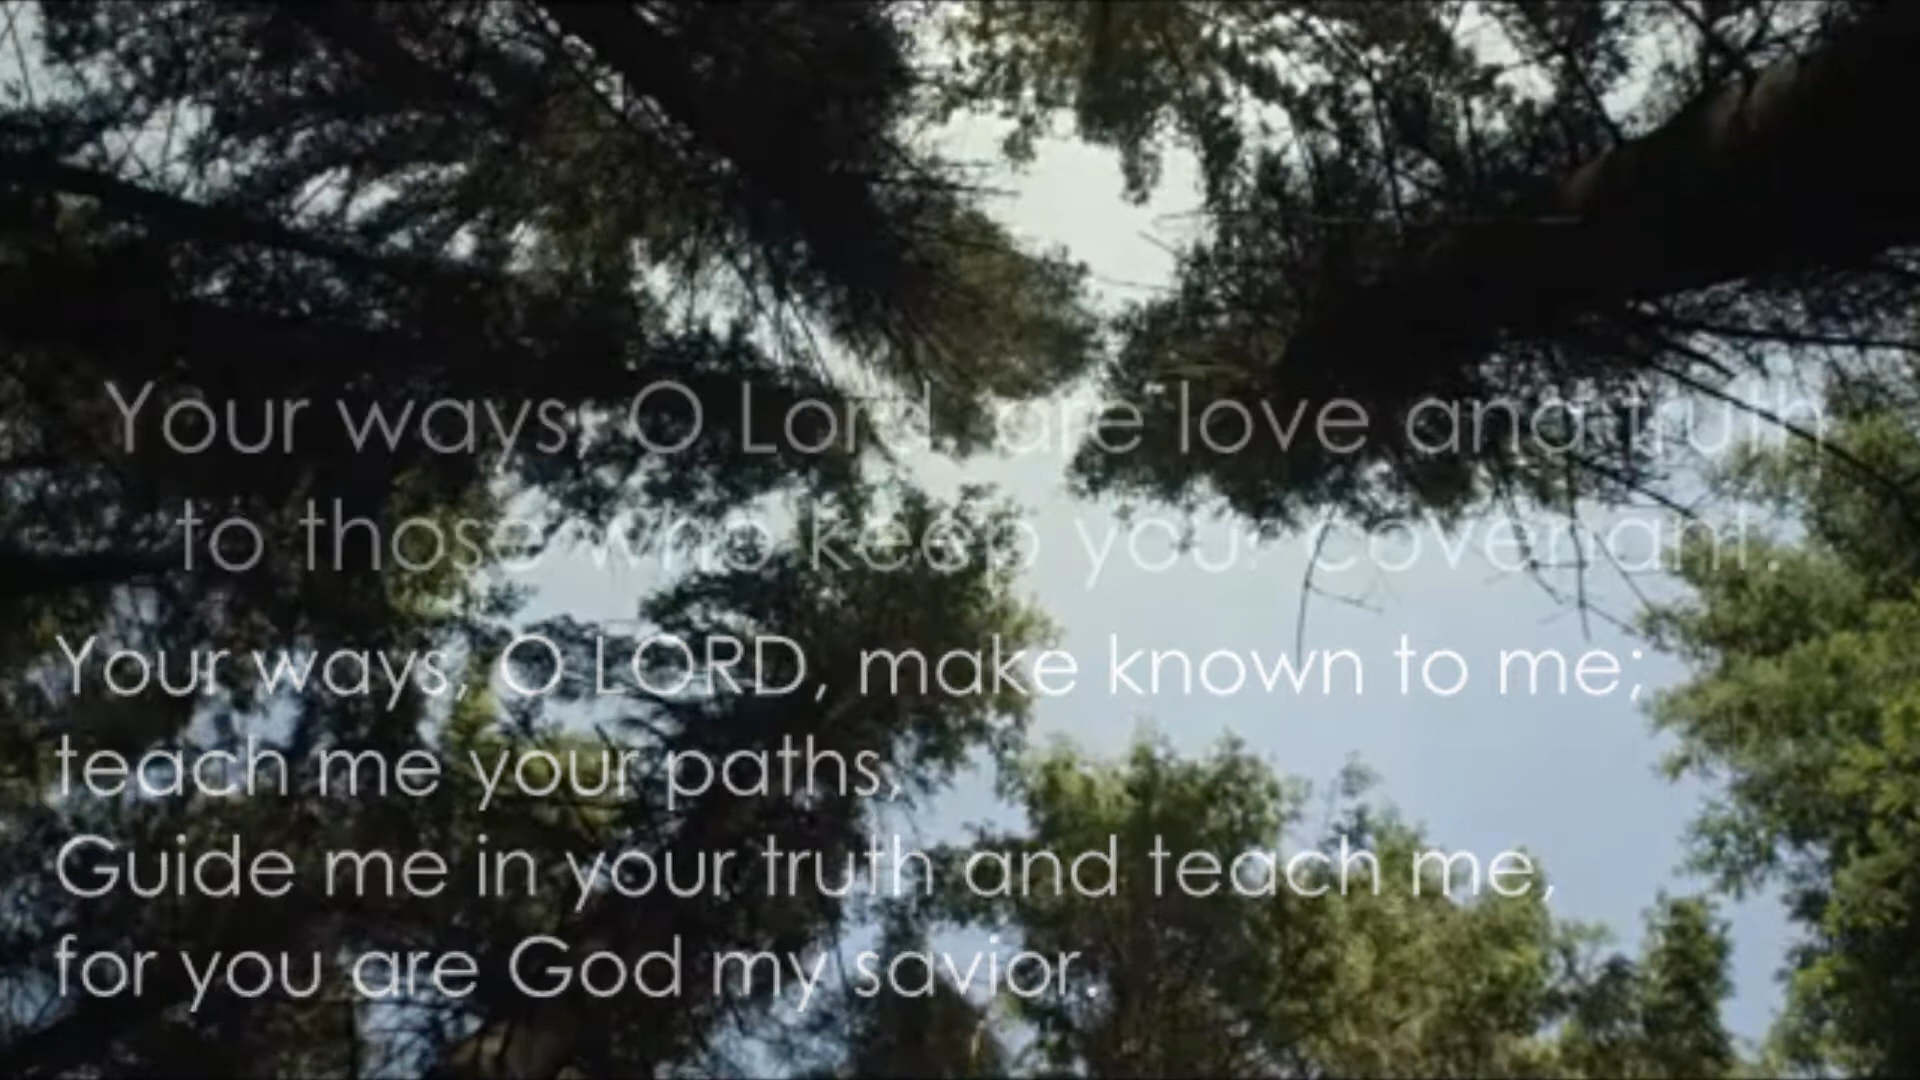 Your ways, O Lord, are love and truth
to those who keep your covenant.
Your ways, O LORD, make known to me;
teach me your paths,
Guide me in your truth and teach me,
for you are God my savior.